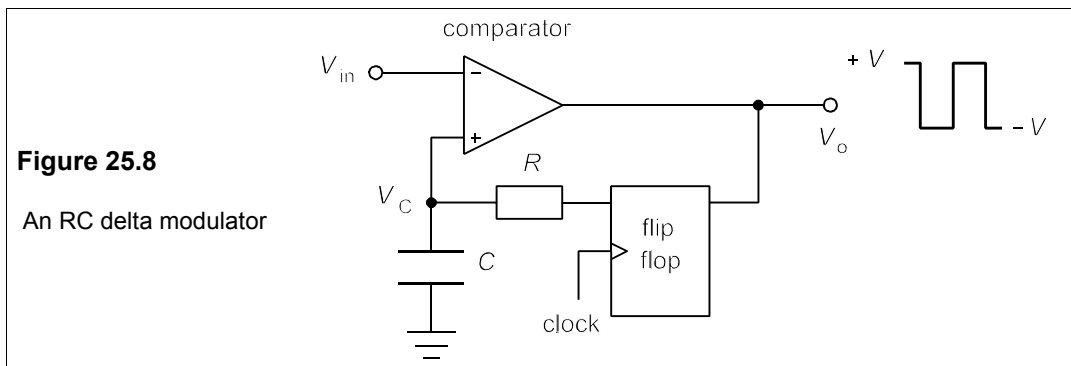 comparator
V in
−
+ V
+
V o
− V
Figure 25.8
R
V C
An RC delta modulator
flip
flop
C
clock